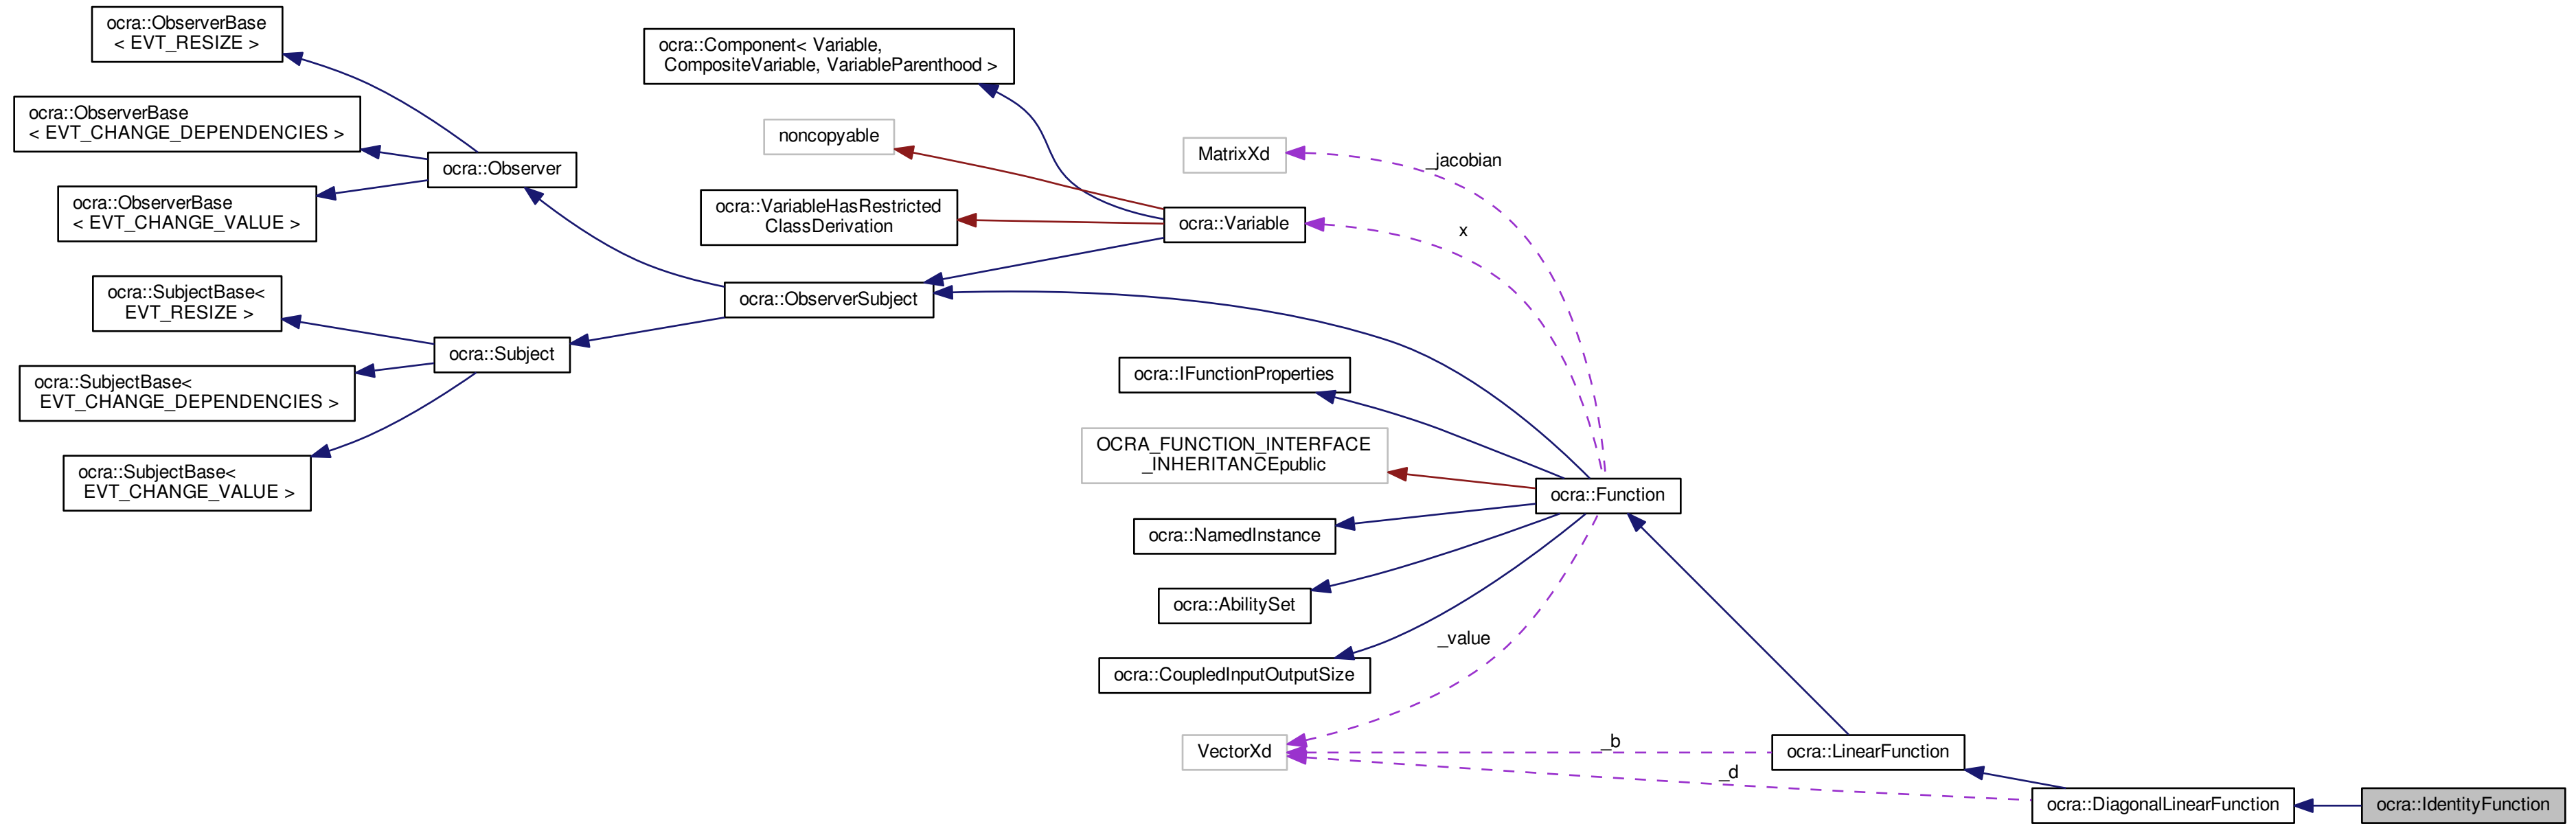 ocra::ObserverBase
< EVT_RESIZE >
ocra::ObserverBase
< EVT_CHANGE_DEPENDENCIES >
ocra::ObserverBase
< EVT_CHANGE_VALUE >
ocra::SubjectBase<
EVT_RESIZE >
ocra::SubjectBase<
EVT_CHANGE_DEPENDENCIES >
ocra::SubjectBase<
EVT_CHANGE_VALUE >
ocra::Observer
ocra::Subject
ocra::Component< Variable,
CompositeVariable, VariableParenthood >
noncopyable
ocra::VariableHasRestricted
ClassDerivation
ocra::ObserverSubject
MatrixXd
ocra::Variable
ocra::IFunctionProperties
OCRA_FUNCTION_INTERFACE
_INHERITANCEpublic
ocra::NamedInstance
ocra::AbilitySet
ocra::CoupledInputOutputSize
VectorXd
_jacobian
x
_value
_b
_d
ocra::Function
ocra::LinearFunction
ocra::DiagonalLinearFunction
ocra::IdentityFunction